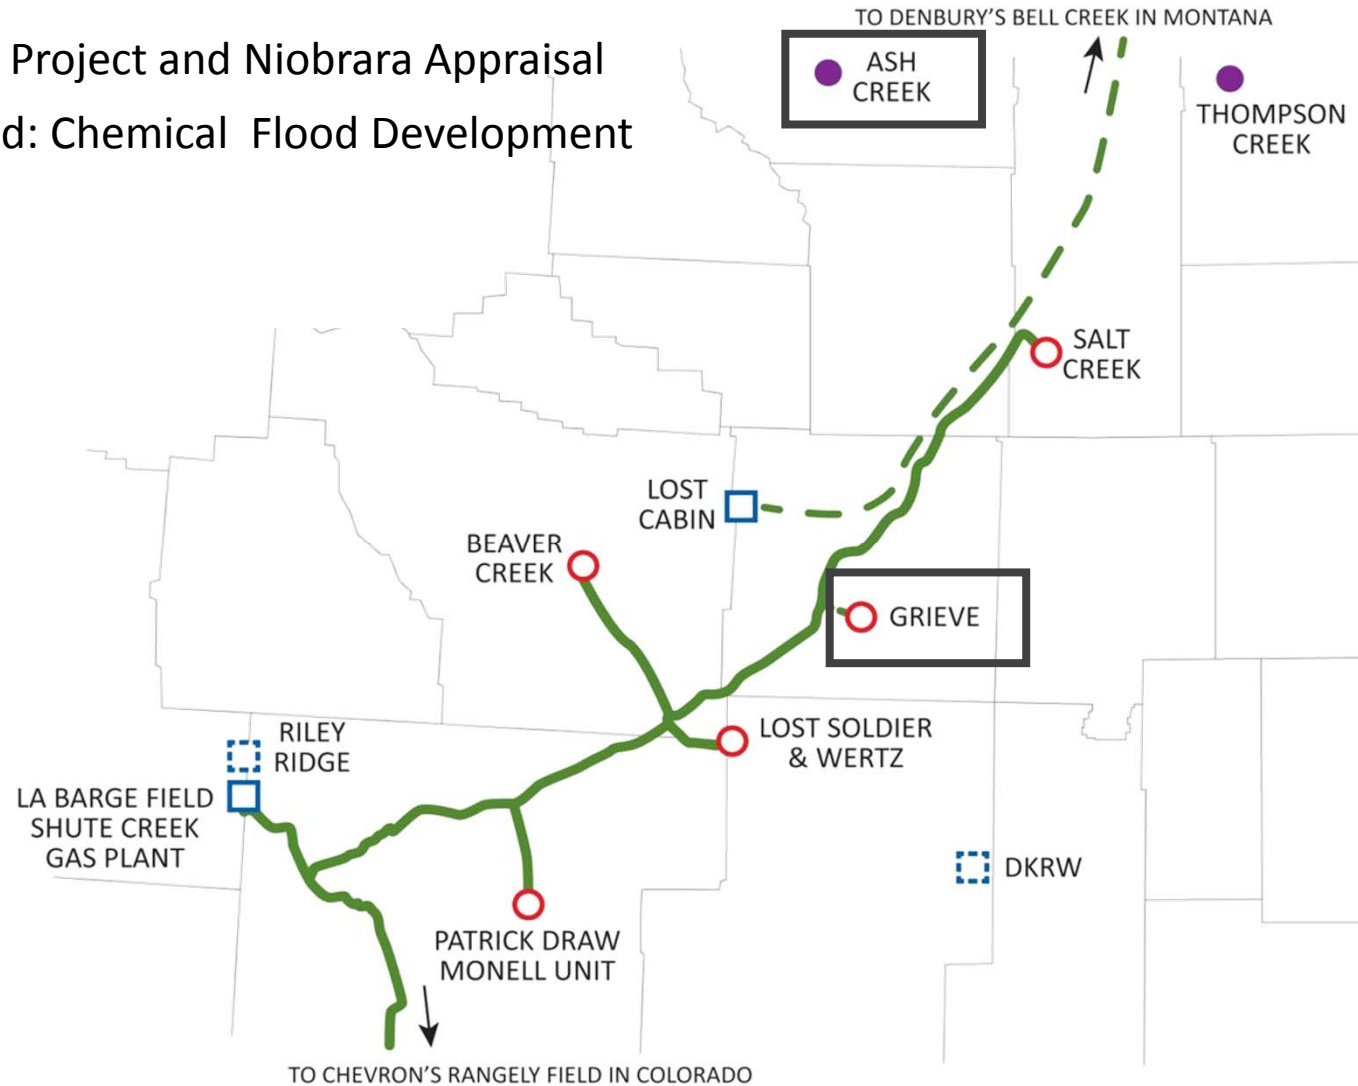 TO DENBURY'S BELL CREEK IN MONTANA
Project and Niobrara Appraisal
d: Chemical  Flood Development
ASH
CREEK
THOMPSON
CREEK
SALT
CREEK
LOST
CABIN
BEAVER
CREEK
GRIEVE
LOST SOLDIER
& WERTZ
RILEY
RIDGE
LA BARGE FIELD
SHUTE CREEK
GAS PLANT
DKRW
PATRICK DRAW
MONELL UNIT
TO CHEVRON'S RANGELY FIELD IN COLORADO